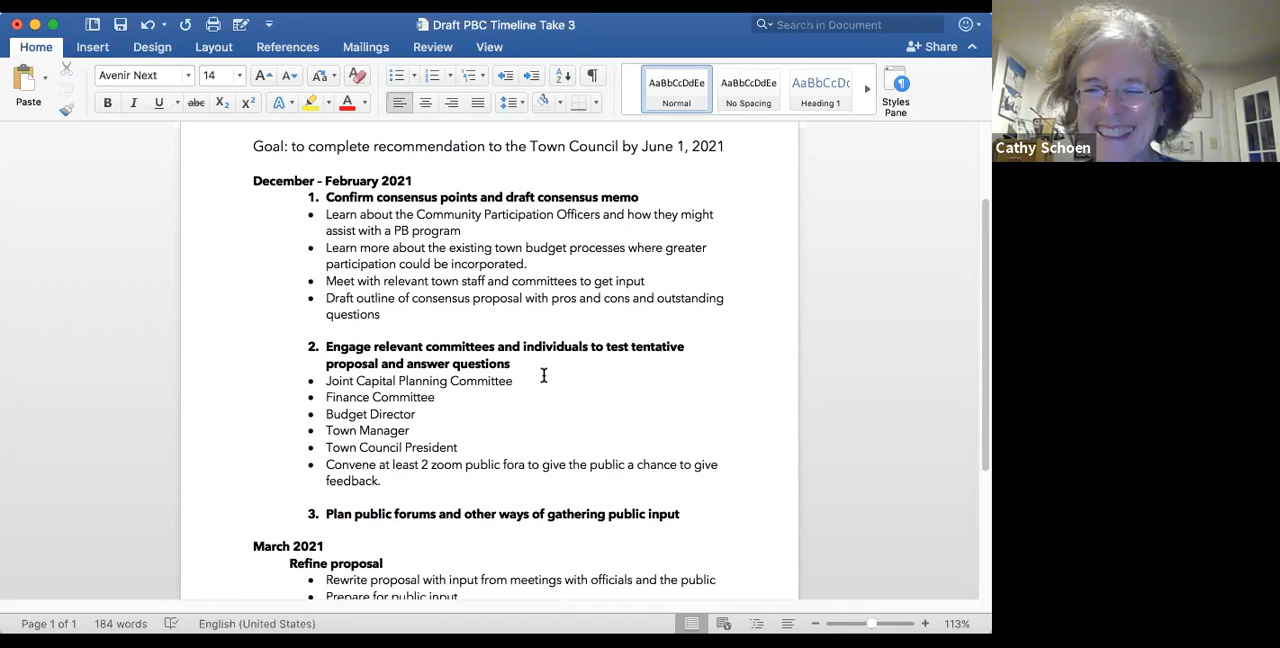 Draft PBC Timeline Take 3
Search in Document
Home Insert Design Layout References Mailings Review View
Share
Paste
Avenir Next 14
AaBbCcDdEe AaBbCcDdEe AaBbCcDc
Normal No Spacing Heading 1
Styles Pane
Cathy Schoen
Goal: to complete recommendation to the Town Council by June 1, 2021
December – February 2021
1. Confirm consensus points and draft consensus memo
• Learn about the Community Participation Officers and how they might
assist with a PB program
• Learn more about the existing town budget processes where greater
participation could be incorporated.
• Meet with relevant town staff and committees to get input
• Draft outline of consensus proposal with pros and cons and outstanding
questions
2. Engage relevant committees and individuals to test tentative
proposal and answer questions
• Joint Capital Planning Committee
• Finance Committee
• Budget Director
• Town Manager
• Town Council President
• Convene at least 2 zoom public fora to give the public a chance to give
feedback.
3. Plan public forums and other ways of gathering public input
March 2021
Refine proposal
• Rewrite proposal with input from meetings with officials and the public
• Prepare for public input
Page 1 of 1 184 words English (United States) 113%